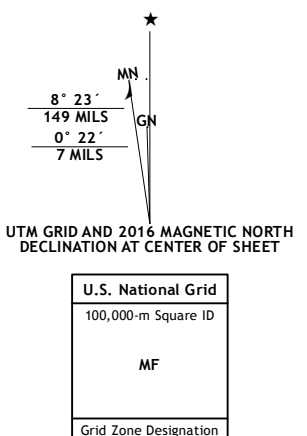 MN
8° 23´
149 MILS
GN
0° 22´
7 MILS
UTM GRID AND 2016 MAGNETIC NORTH
DECLINATION AT CENTER OF SHEET
U.S. National Grid
100,000-m Square ID
MF
Grid Zone Designation